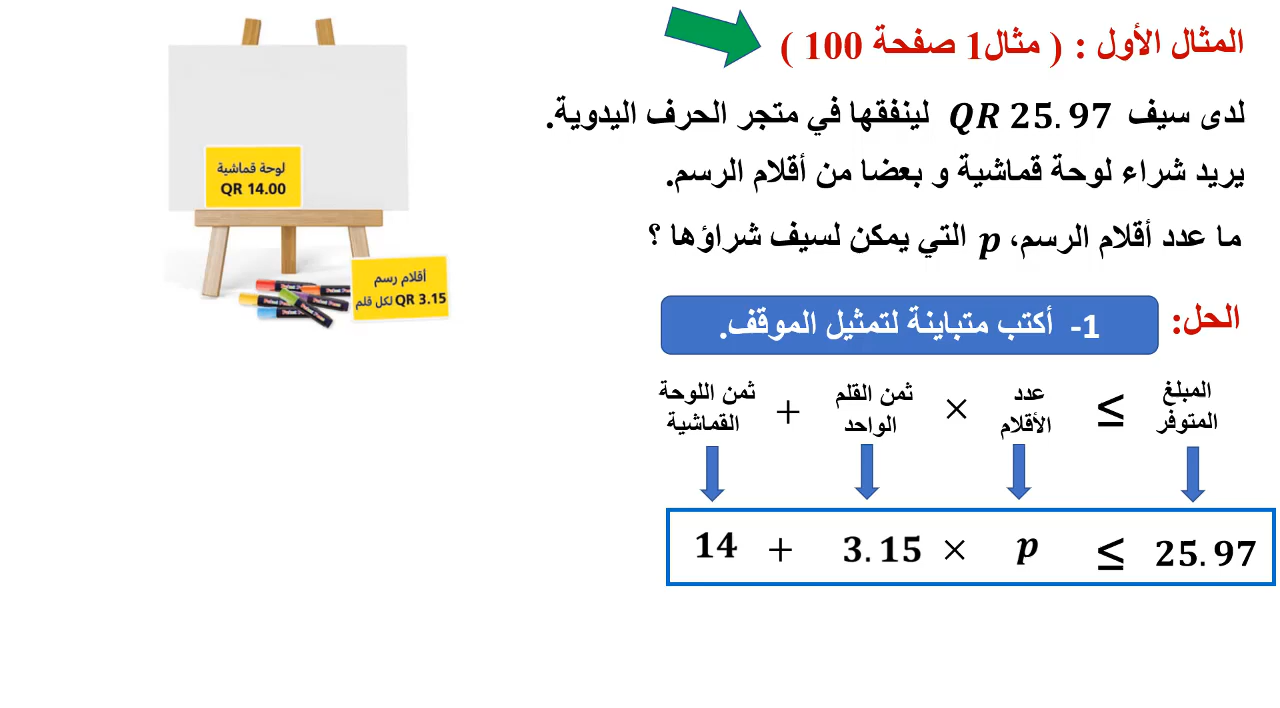 المثال الأول : ( مثال1 صفحة 100 )
لدى سيف QR 25.97 لينفقها في متجر الحرف اليدوية.
يريد شراء لوحة قماشية و بعضا من أقلام الرسم.
ما عدد أقلام الرسم، p التي يمكن لسيف شراؤها ؟
لوحة قماشية
QR 14.00
أقلام رسم
QR 3.15 لكل قلم
الحل:
1- أكتب متباينة لتمثيل الموقف.
ثمن اللوحة القماشية + ثمن القلم الواحد × عدد الأقلام ≤ المبلغ المتوفر
14 + 3.15 × p ≤ 25.97